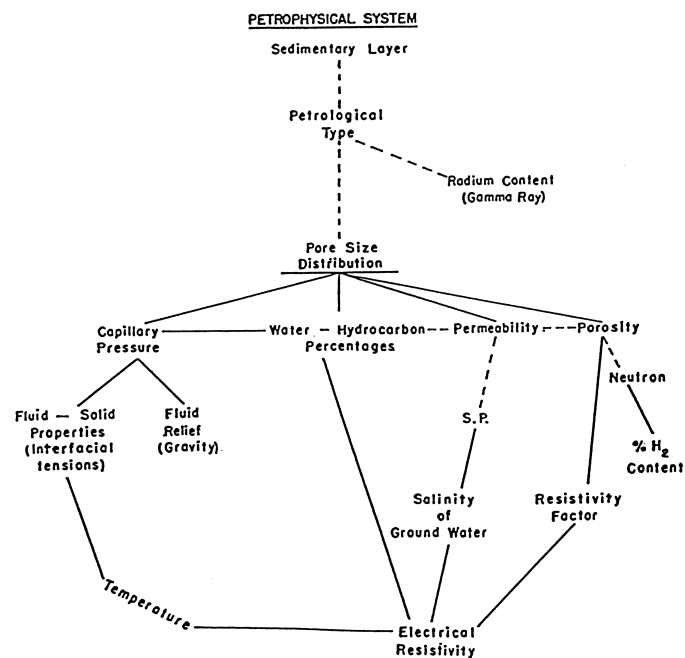 PETROPHYSICAL SYSTEM
Sedimentary Layer
Petrological
Type
Radium Content
(Gamma Ray)
Pore Size
Distribution
Capillary
Pressure
Water – Hydrocarbon
Percentages
Permeability
Porosity
Neutron
% H2
Content
Fluid – Solid
Properties
(Interfacial
tensions)
Fluid
Relief
(Gravity)
S.P.
Salinity
of
Ground Water
Resistivity
Factor
Temperature
Electrical
Resistivity